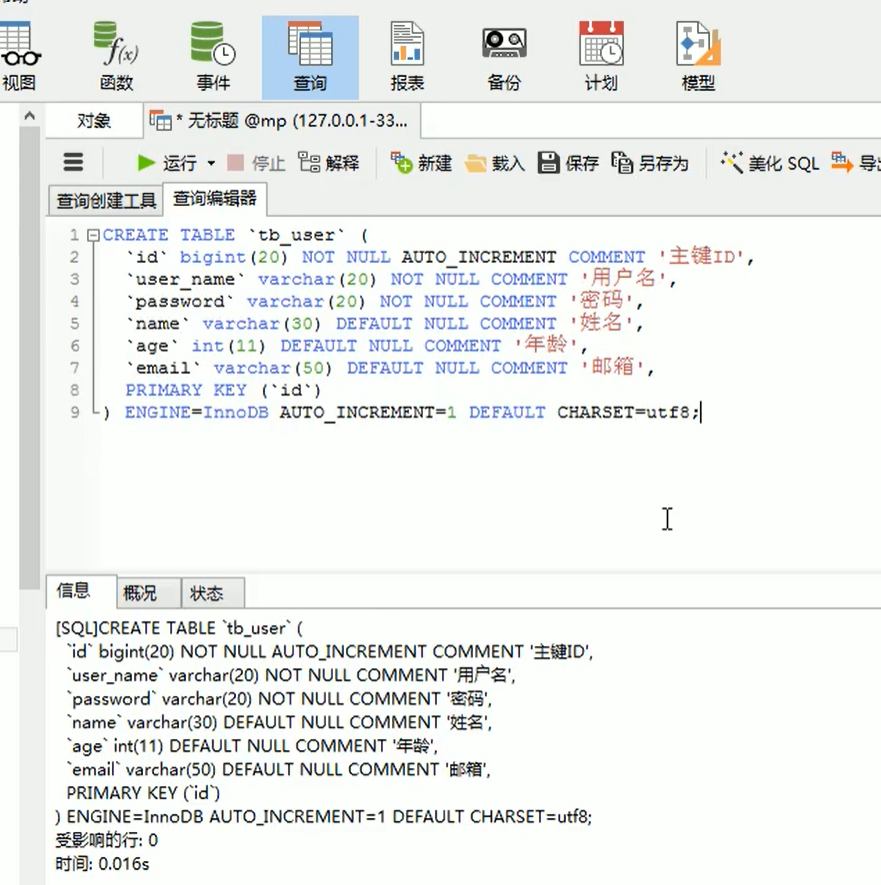 视图 函数 事件 查询 报表 备份 计划 模型
对象 * 无标题 @mp (127.0.0.1-33...
运行 停止 解释 新建 载入 保存 另存为 美化 SQL
查询创建工具 查询编辑器
1 CREATE TABLE `tb_user` (
2 `id` bigint(20) NOT NULL AUTO_INCREMENT COMMENT '主键ID',
3 `user_name` varchar(20) NOT NULL COMMENT '用户名',
4 `password` varchar(20) NOT NULL COMMENT '密码',
5 `name` varchar(30) DEFAULT NULL COMMENT '姓名',
6 `age` int(11) DEFAULT NULL COMMENT '年龄',
7 `email` varchar(50) DEFAULT NULL COMMENT '邮箱',
8 PRIMARY KEY (`id`)
9 ) ENGINE=InnoDB AUTO_INCREMENT=1 DEFAULT CHARSET=utf8;
信息 概况 状态
[SQL]CREATE TABLE `tb_user` (
`id` bigint(20) NOT NULL AUTO_INCREMENT COMMENT '主键ID',
`user_name` varchar(20) NOT NULL COMMENT '用户名',
`password` varchar(20) NOT NULL COMMENT '密码',
`name` varchar(30) DEFAULT NULL COMMENT '姓名',
`age` int(11) DEFAULT NULL COMMENT '年龄',
`email` varchar(50) DEFAULT NULL COMMENT '邮箱',
PRIMARY KEY (`id`)
) ENGINE=InnoDB AUTO_INCREMENT=1 DEFAULT CHARSET=utf8;
受影响的行: 0
时间: 0.016s